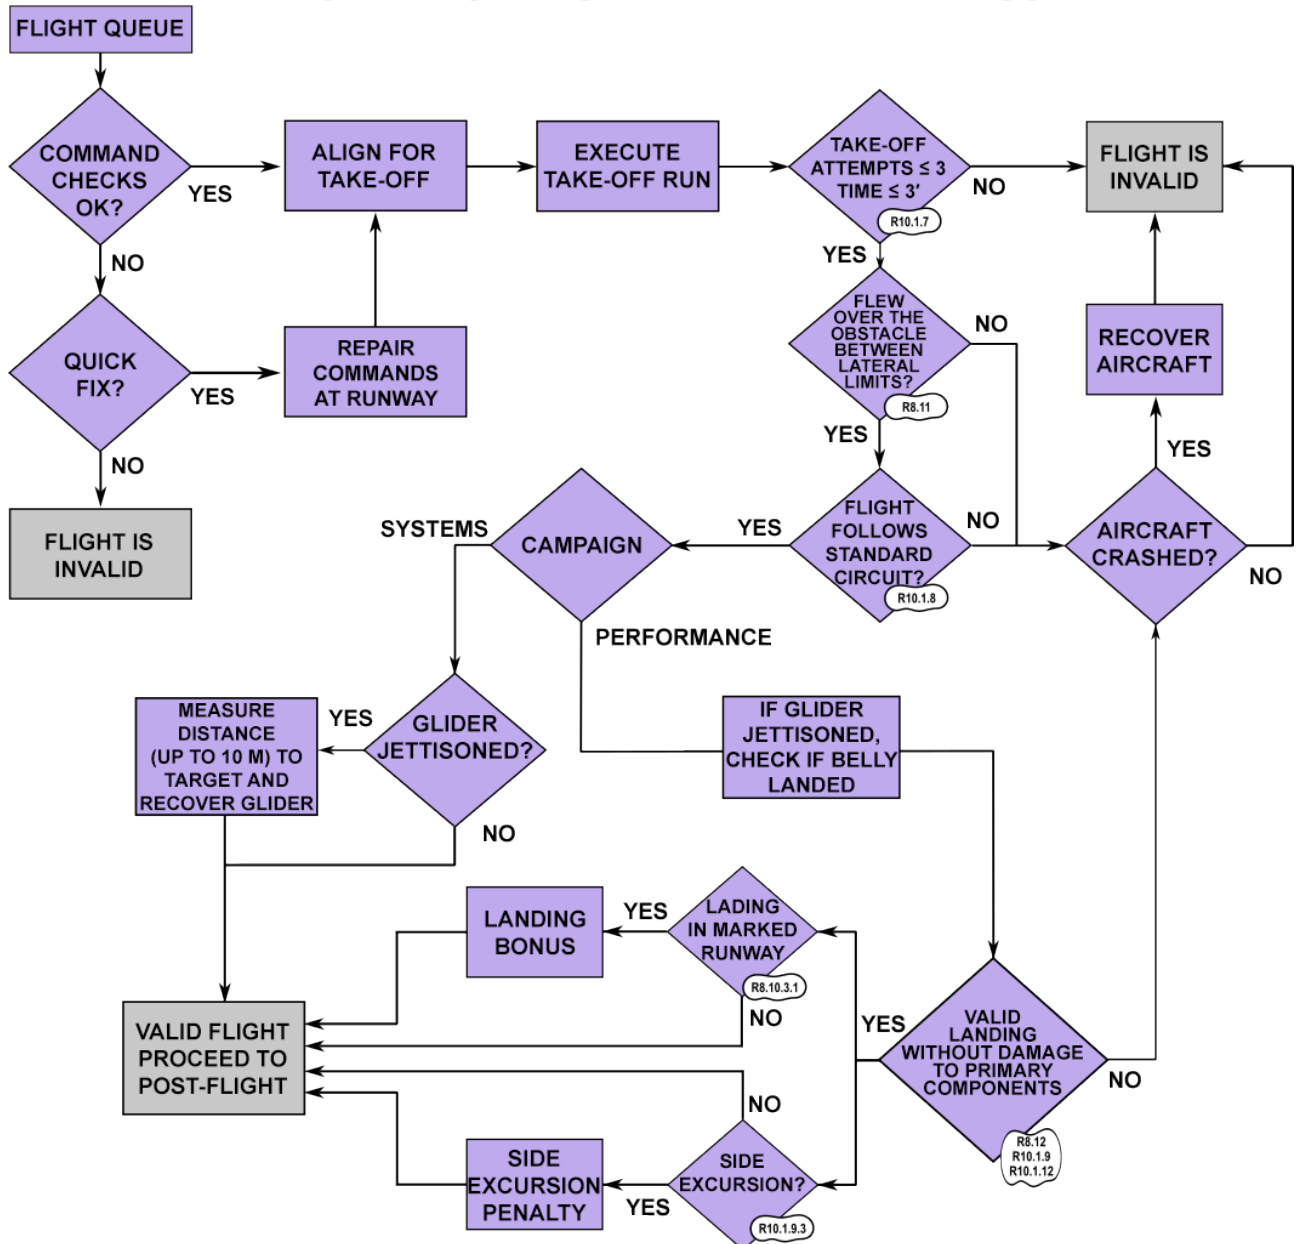 FLIGHT QUEUE
COMMAND
CHECKS
OK?
YES
NO
ALIGN FOR
TAKE-OFF
EXECUTE
TAKE-OFF RUN
TAKE-OFF
ATTEMPTS ≤ 3
TIME ≤ 3′
R10.1.7
NO
YES
FLIGHT IS
INVALID
QUICK
FIX?
YES
NO
REPAIR
COMMANDS
AT RUNWAY
FLEW
OVER THE
OBSTACLE
BETWEEN
LATERAL
LIMITS?
R8.11
NO
YES
RECOVER
AIRCRAFT
YES
FLIGHT IS
INVALID
SYSTEMS
CAMPAIGN
YES
FLIGHT
FOLLOWS
STANDARD
CIRCUIT?
R10.1.8
NO
AIRCRAFT
CRASHED?
NO
PERFORMANCE
MEASURE
DISTANCE
(UP TO 10 M) TO
TARGET AND
RECOVER GLIDER
YES
GLIDER
JETTISONED?
NO
IF GLIDER
JETTISONED,
CHECK IF BELLY
LANDED
LANDING
BONUS
YES
LADING
IN MARKED
RUNWAY
R8.10.3.1
NO
VALID FLIGHT
PROCEED TO
POST-FLIGHT
YES
VALID
LANDING
WITHOUT DAMAGE
TO PRIMARY
COMPONENTS
R8.12
R10.1.9
R10.1.12
NO
NO
SIDE
EXCURSION
PENALTY
YES
SIDE
EXCURSION?
R10.1.9.3